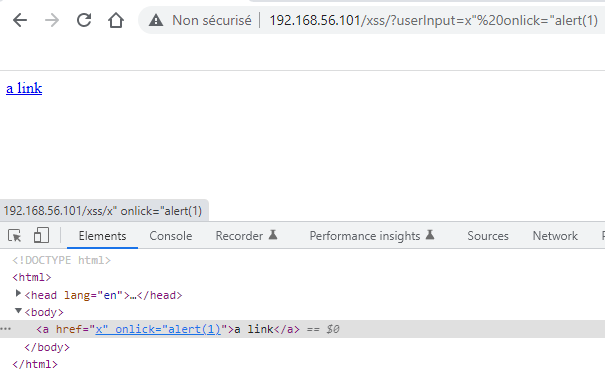 Non sécurisé 192.168.56.101/xss/?userInput=x"%20onlick="alert(1)
a link
192.168.56.101/xss/x" onlick="alert(1)
Elements Console Recorder Performance insights Sources Network
<!DOCTYPE html>
<html>
<head lang="en">…</head>
<body>
<a href="x" onlick="alert(1)">a link</a> == $0
</body>
</html>